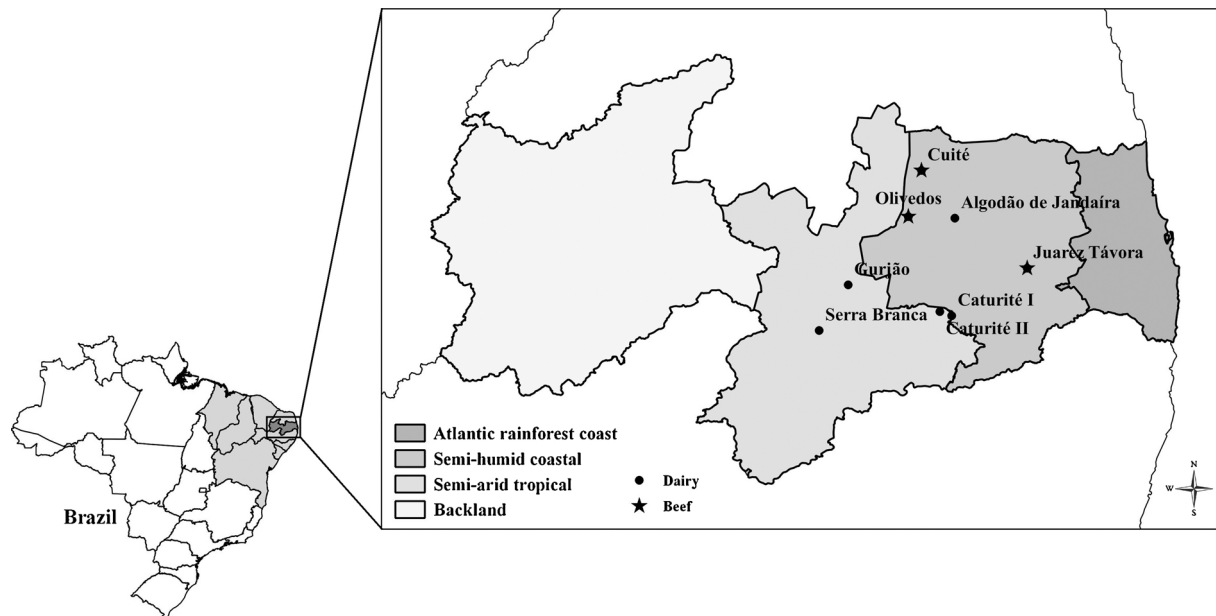 Cuité
Olivedos
Algodão de Jandaíra
Juarez Távora
Gurjão
Caturité I
Serra Branca
Caturité II
Atlantic rainforest coast
Semi-humid coastal
Semi-arid tropical
Backland
Dairy
Beef
N
W
S
Brazil